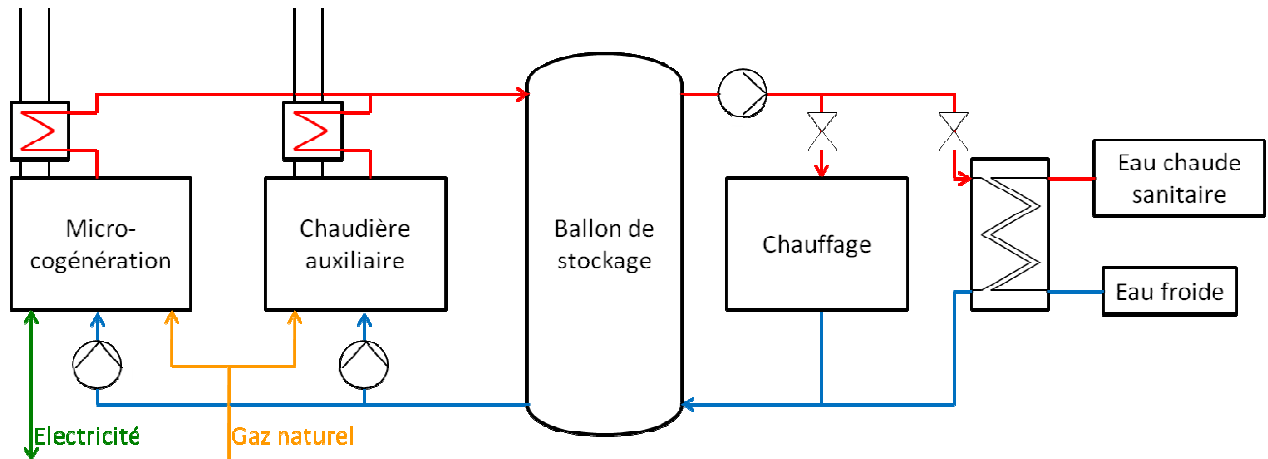 Micro-
cogénération
Chaudière
auxiliaire
Ballon de
stockage
Chauffage
Eau chaude
sanitaire
Eau froide
Electricité
Gaz naturel